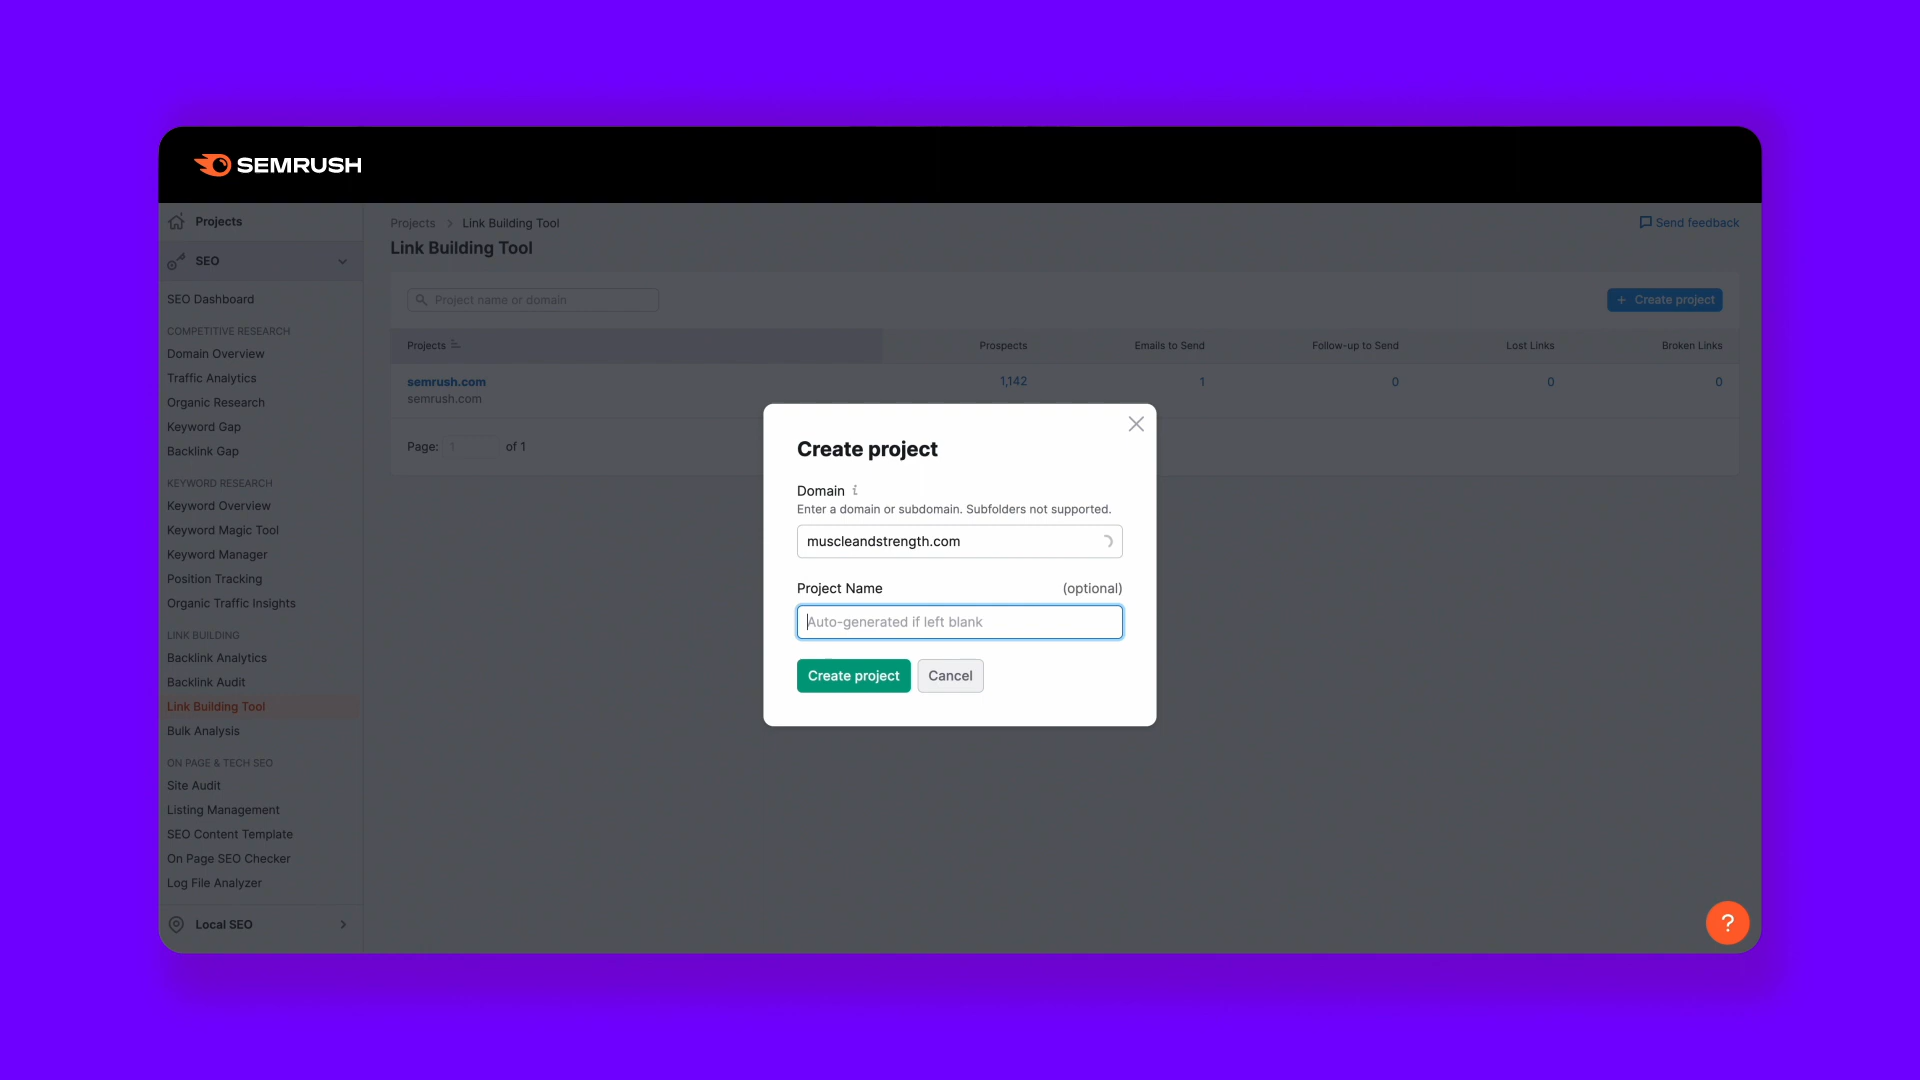 SEMRUSH
Projects
SEO
SEO Dashboard
COMPETITIVE RESEARCH
Domain Overview
Traffic Analytics
Organic Research
Keyword Gap
Backlink Gap
KEYWORD RESEARCH
Keyword Overview
Keyword Magic Tool
Keyword Manager
Position Tracking
Organic Traffic Insights
LINK BUILDING
Backlink Analytics
Backlink Audit
Link Building Tool
Bulk Analysis
ON PAGE & TECH SEO
Site Audit
Listing Management
SEO Content Template
On Page SEO Checker
Log File Analyzer
Local SEO
Projects > Link Building Tool
Send feedback
Link Building Tool
Project name or domain
+ Create project
Projects Prospects Emails to Send Follow-up to Send Lost Links Broken Links
semrush.com 1,142 1 0 0 0
semrush.com
Page: 1 of 1
Create project
Domain i
Enter a domain or subdomain. Subfolders not supported.
muscleandstrength.com
Project Name (optional)
Auto-generated if left blank
Create project Cancel
?